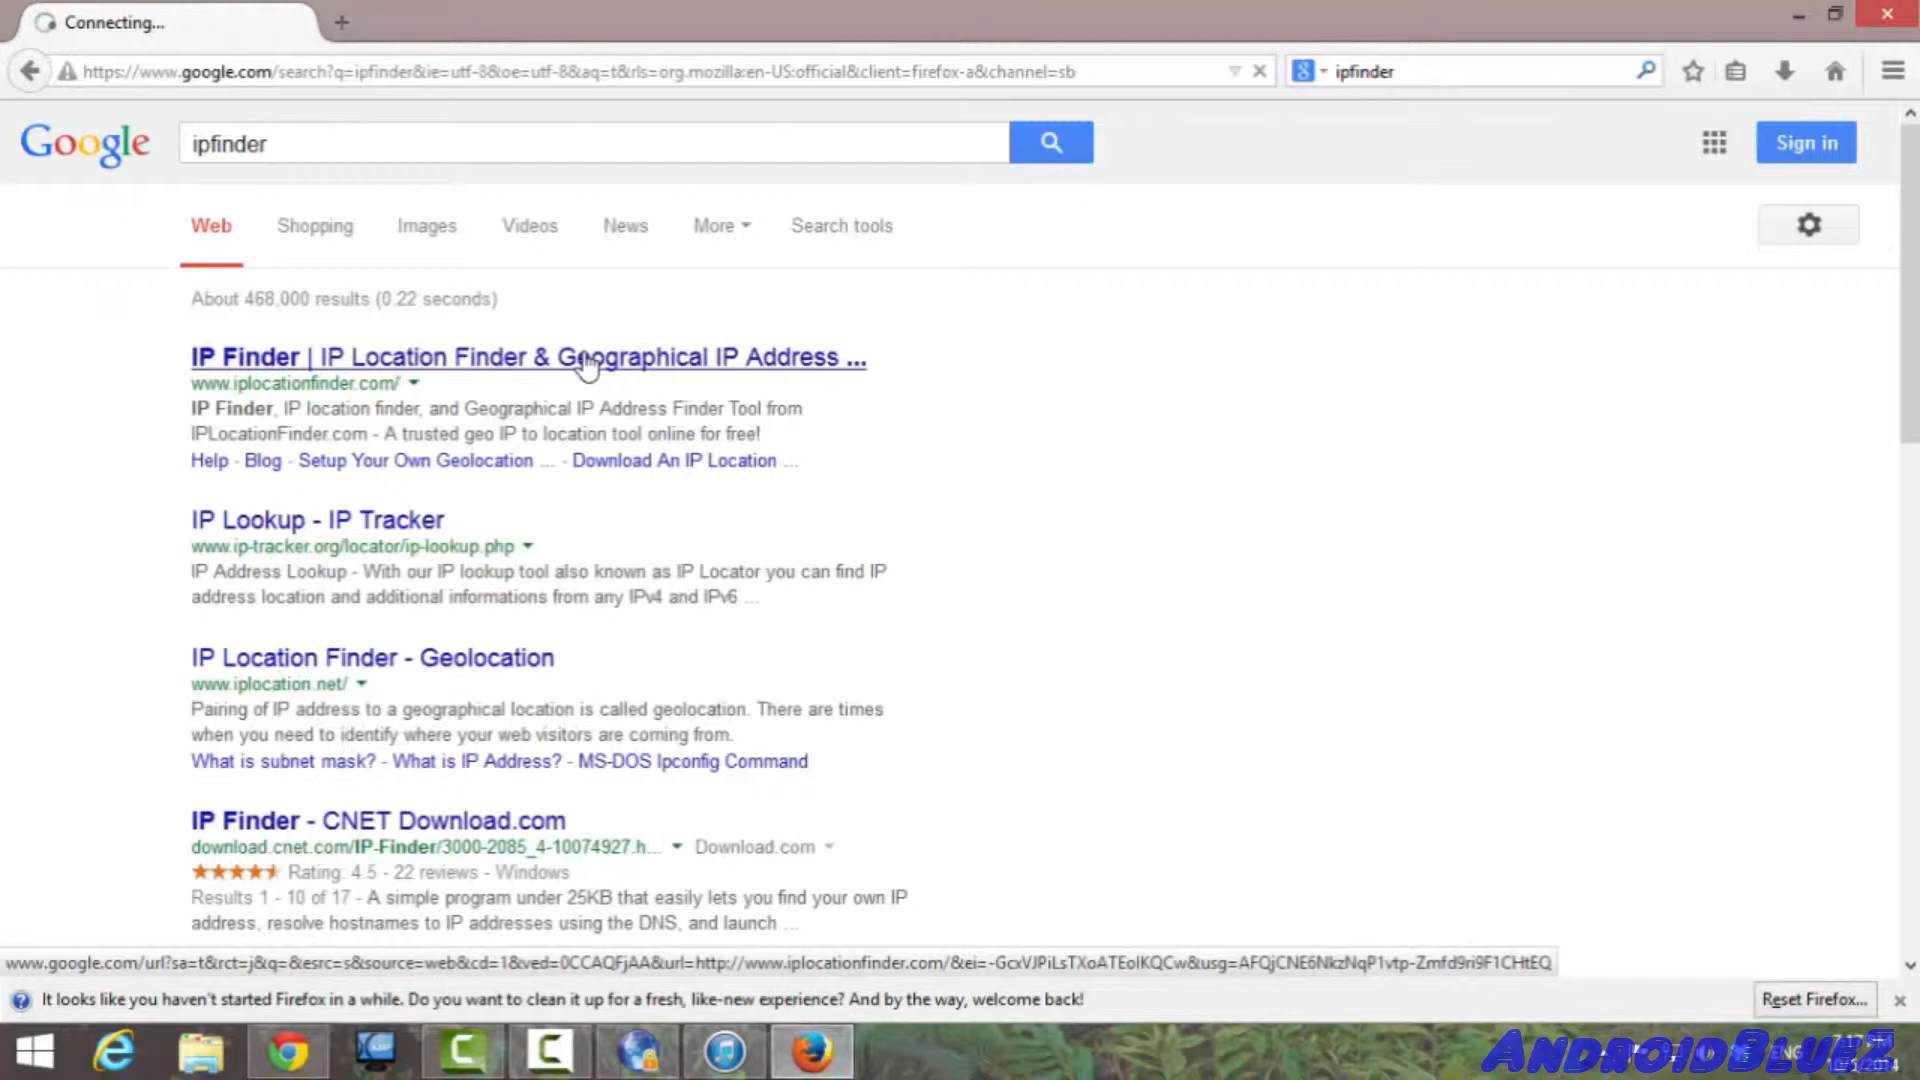 Connecting...
https://www.google.com/search?q=ipfinder&ie=utf-8&oe=utf-8&aq=t&rls=org.mozilla:en-US:official&client=firefox-a&channel=sb
ipfinder
Google
ipfinder
Sign in
Web Shopping Images Videos News More Search tools
About 468,000 results (0.22 seconds)
IP Finder | IP Location Finder & Geographical IP Address ...
www.iplocationfinder.com/
IP Finder, IP location finder, and Geographical IP Address Finder Tool from
IPLocationFinder.com - A trusted geo IP to location tool online for free!
Help - Blog - Setup Your Own Geolocation ... - Download An IP Location ...
IP Lookup - IP Tracker
www.ip-tracker.org/locator/ip-lookup.php
IP Address Lookup - With our IP lookup tool also known as IP Locator you can find IP
address location and additional informations from any IPv4 and IPv6 ...
IP Location Finder - Geolocation
www.iplocation.net/
Pairing of IP address to a geographical location is called geolocation. There are times
when you need to identify where your web visitors are coming from.
What is subnet mask? - What is IP Address? - MS-DOS Ipconfig Command
IP Finder - CNET Download.com
download.cnet.com/IP-Finder/3000-2085_4-10074927.h... Download.com
Rating: 4.5 - 22 reviews - Windows
Results 1 - 10 of 17 - A simple program under 25KB that easily lets you find your own IP
address, resolve hostnames to IP addresses using the DNS, and launch ...
www.google.com/url?sa=t&rct=j&q=&esrc=s&source=web&cd=1&ved=0CCAQFjAA&url=http://www.iplocationfinder.com/&ei=-GcxVJPiLsTXoATEoIKQCw&usg=AFQjCNE6NkzNqP1vtp-Zmfd9ri9F1CHtEQ
It looks like you haven't started Firefox in a while. Do you want to clean it up for a fresh, like-new experience? And by the way, welcome back!
Reset Firefox...
ENG
AndroidBlueZ